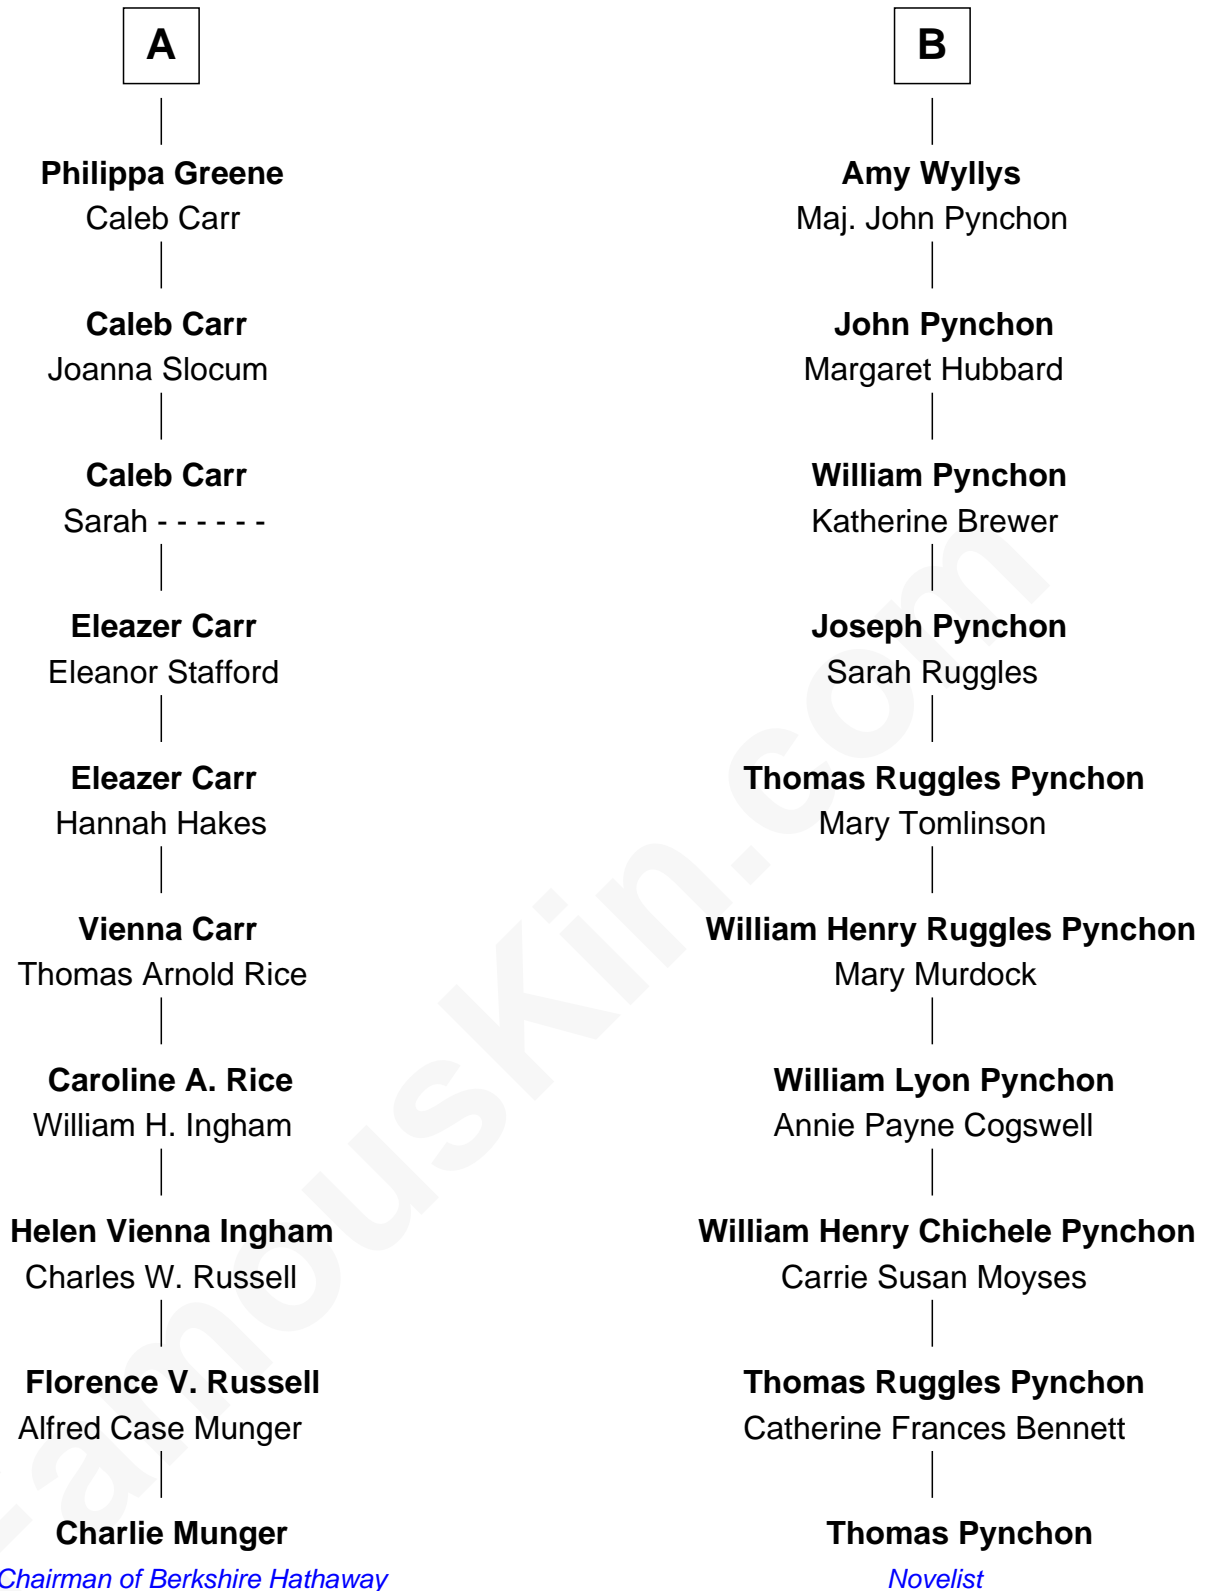 A
Philippa Greene
Caleb Carr
Caleb Carr
Joanna Slocum
Caleb Carr
Sarah - - - - - -
Eleazer Carr
Eleanor Stafford
Eleazer Carr
Hannah Hakes
Vienna Carr
Thomas Arnold Rice
Caroline A. Rice
William H. Ingham
Helen Vienna Ingham
Charles W. Russell
Florence V. Russell
Alfred Case Munger
Charlie Munger
Chairman of Berkshire Hathaway
B
Amy Wyllys
Maj. John Pynchon
John Pynchon
Margaret Hubbard
William Pynchon
Katherine Brewer
Joseph Pynchon
Sarah Ruggles
Thomas Ruggles Pynchon
Mary Tomlinson
William Henry Ruggles Pynchon
Mary Murdock
William Lyon Pynchon
Annie Payne Cogswell
William Henry Chichele Pynchon
Carrie Susan Moyses
Thomas Ruggles Pynchon
Catherine Frances Bennett
Thomas Pynchon
Novelist
FamousKin.com